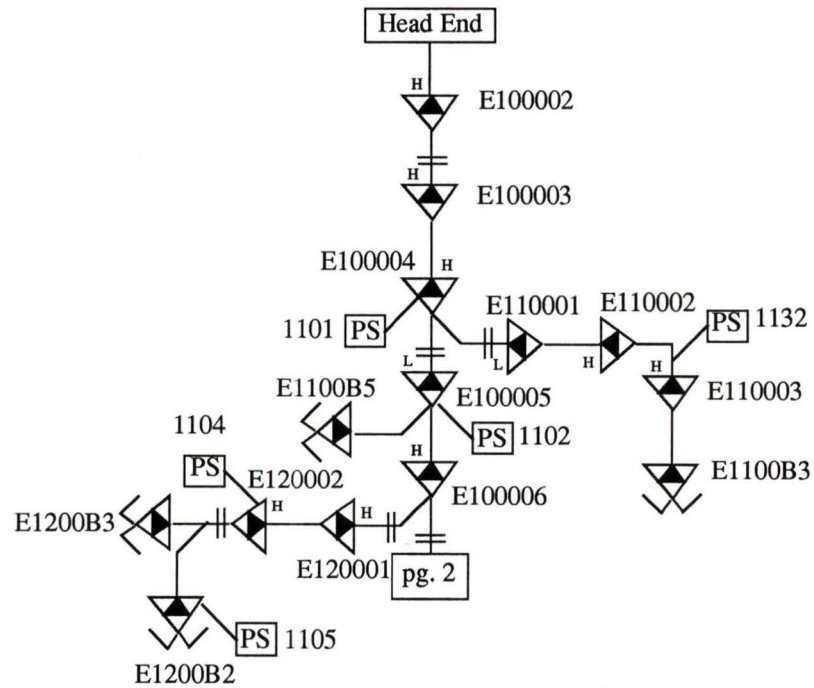 Head End
H
E100002
H
E100003
E100004
H
1101
PS
E110001
E110002
PS
1132
L
L
H
H
E1100B5
E100005
E110003
1104
PS
1102
PS
H
E120002
E100006
E1100B3
E1200B3
H
H
E120001
pg. 2
PS
1105
E1200B2